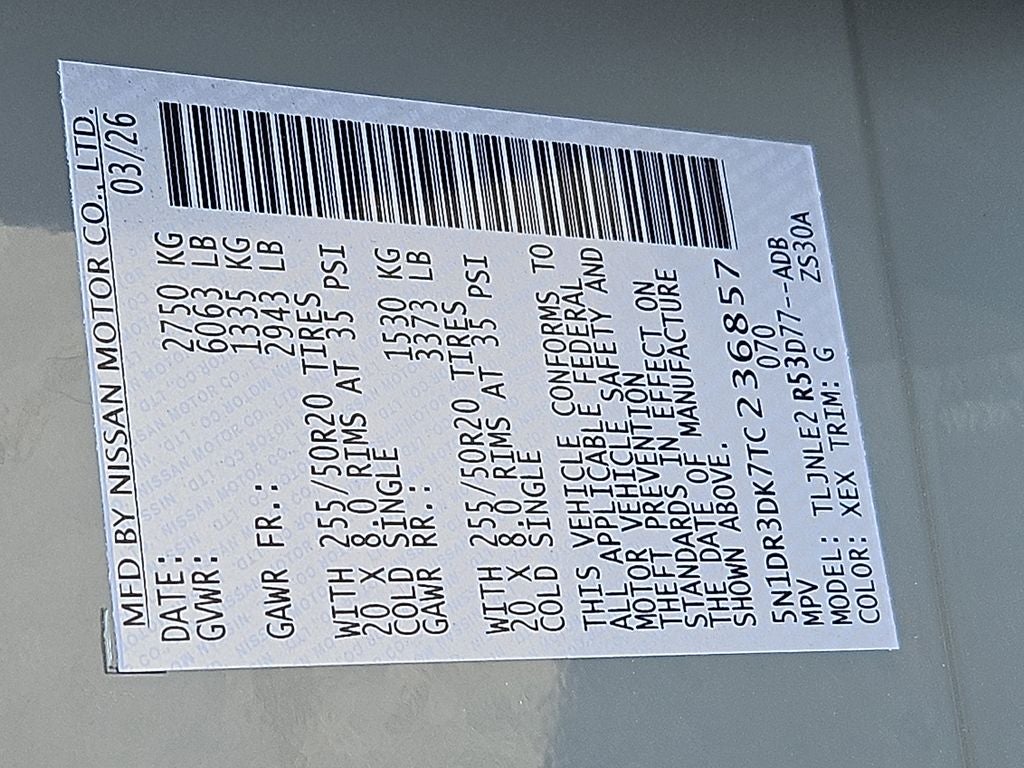 MFD BY NISSAN MOTOR CO., LTD.
03/26
DATE:
GVWR: 2750 KG
6063 LB
1335 KG
GAWR FR.: 2943 LB
WITH 255/50R20 TIRES
20 X 8.0 RIMS AT 35 PSI
COLD SINGLE
GAWR RR.: 1530 KG
3373 LB
WITH 255/50R20 TIRES
20 X 8.0 RIMS AT 35 PSI
COLD SINGLE
THIS VEHICLE CONFORMS TO
ALL APPLICABLE FEDERAL
MOTOR VEHICLE SAFETY AND
THEFT PREVENTION
STANDARDS IN EFFECT ON
THE DATE OF MANUFACTURE
SHOWN ABOVE.
5N1DR3DK7TC236857
MPV 070
MODEL: TLJNLE2 R53D77--ADB
COLOR: XEX TRIM: G ZS30A